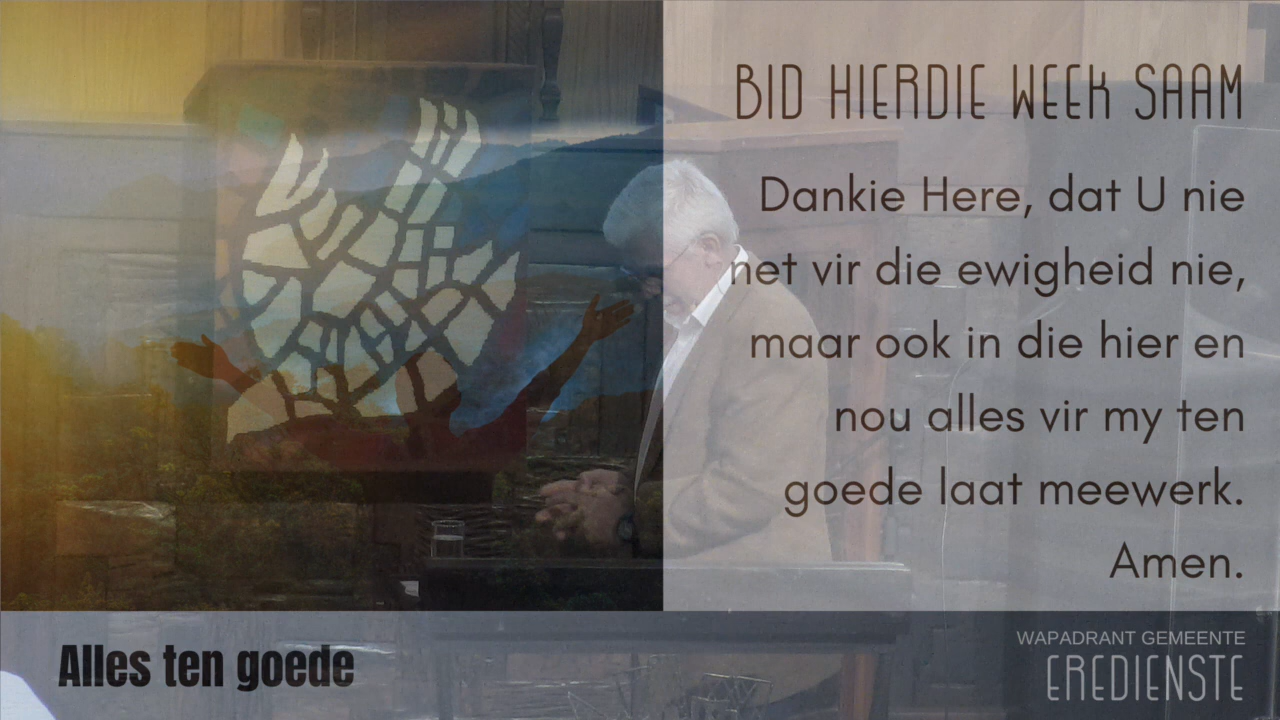 BID HIERDIE WEEK SAAM
Dankie Here, dat U nie
net vir die ewigheid nie,
maar ook in die hier en
nou alles vir my ten
goede laat meewerk.
Amen.
Alles ten goede
WAPADRANT GEMEENTE
EREDIENSTE